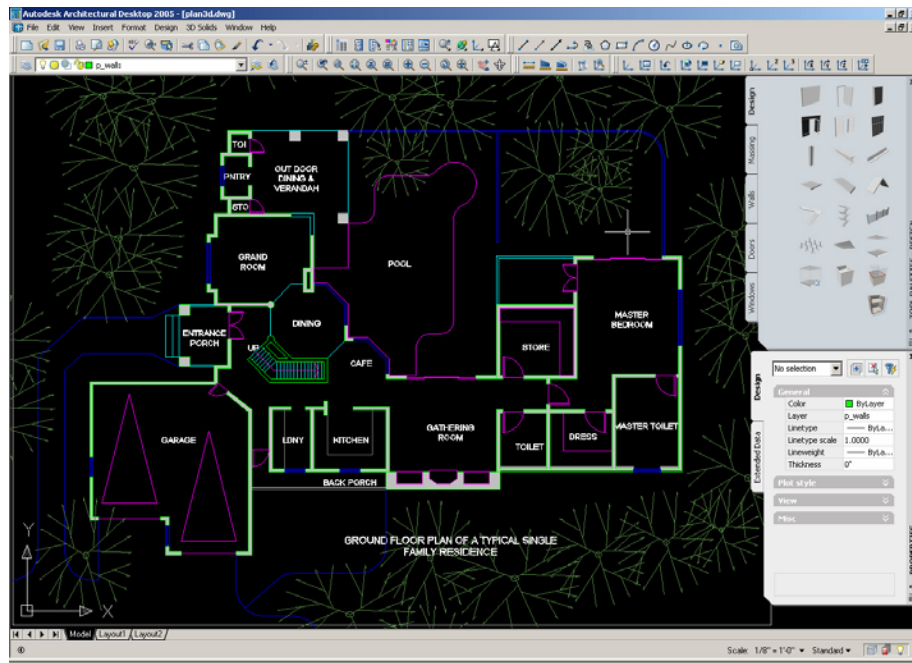 Autodesk Architectural Desktop 2005 - [plan3d.dwg]
File Edit View Insert Format Design 3D Solids Window Help
p_walls
TOI
PNTRY
STO
OUT DOOR
DINING &
VERANDAH
GRAND
ROOM
POOL
ENTRANCE
PORCH
UP
DINING
CAFE
STORE
MASTER
BEDROOM
GARAGE
LDNY
KITCHEN
GATHERING
ROOM
TOILET
DRESS
MASTER TOILET
BACK PORCH
GROUND FLOOR PLAN OF A TYPICAL SINGLE
FAMILY RESIDENCE
Y
X
Design
Massing
Walls
Doors
Windows
Design
Extended Data
No selection
General
Color ByLayer
Layer p_walls
Linetype ByLa...
Linetype scale 1.0000
Lineweight ByLa...
Thickness 0"
Plot style
View
Misc
Model Layout1 Layout2
Scale: 1/8" = 1'-0" Standard